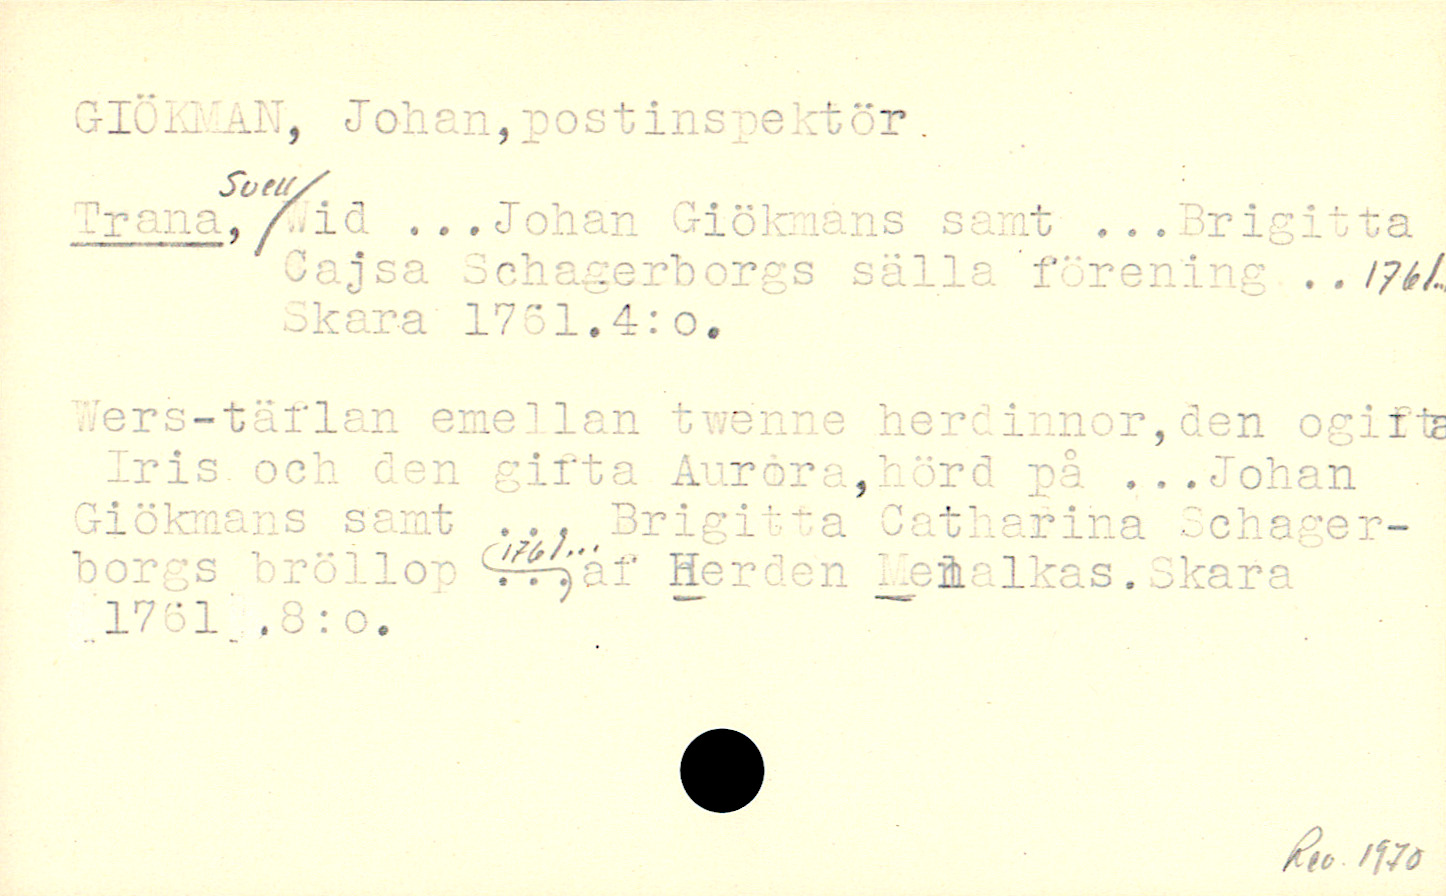 GIÖKMAN, Johan,postinspektör.
Trana, Sven/Wid ...Johan Giökmans samt ...Brigitta
Cajsa Schagerborgs sälla förening ..1761...
Skara 1761.4:o.
Wers-täflan emellan twenne herdinnor,den ogifta
Iris och den gifta Aurora,hörd på ...Johan
Giökmans samt ... Brigitta Catharina Schager-
borgs bröllop 1761... ...,af Herden Menalkas.Skara
[1761].8:o.
Rev. 1970